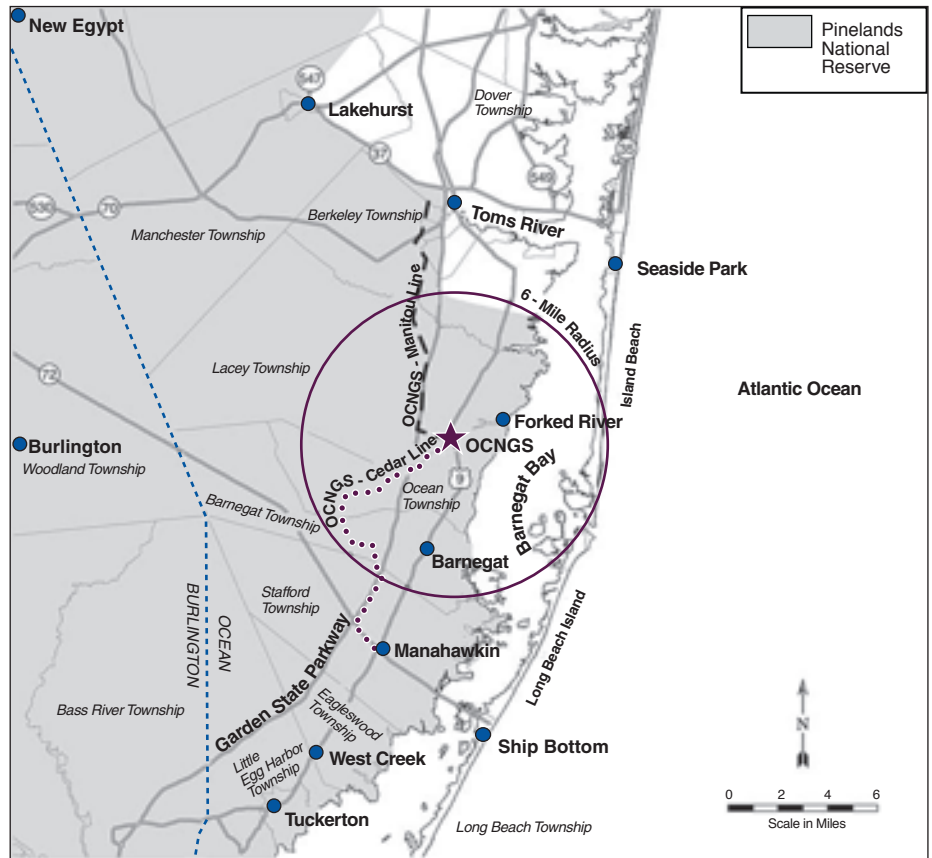 New Egypt
Pinelands
National
Reserve
547
Lakehurst
Dover
Township
37
35
549
530
70
Berkeley Township
Toms River
Manchester Township
Seaside Park
6 - Mile Radius
OCNGS - Manitou Line
Island Beach
Lacey Township
72
Atlantic Ocean
Forked River
OCNGS
Burlington
Woodland Township
OCNGS - Cedar Line
9
Ocean
Township
Barnegat Bay
Barnegat Township
Barnegat
Stafford
Township
BURLINGTON
OCEAN
Long Beach Island
Manahawkin
Garden State Parkway
Bass River Township
Eagleswood
Township
N
Ship Bottom
West Creek
Little
Egg Harbor
Township
0 2 4 6
Scale in Miles
Tuckerton
Long Beach Township